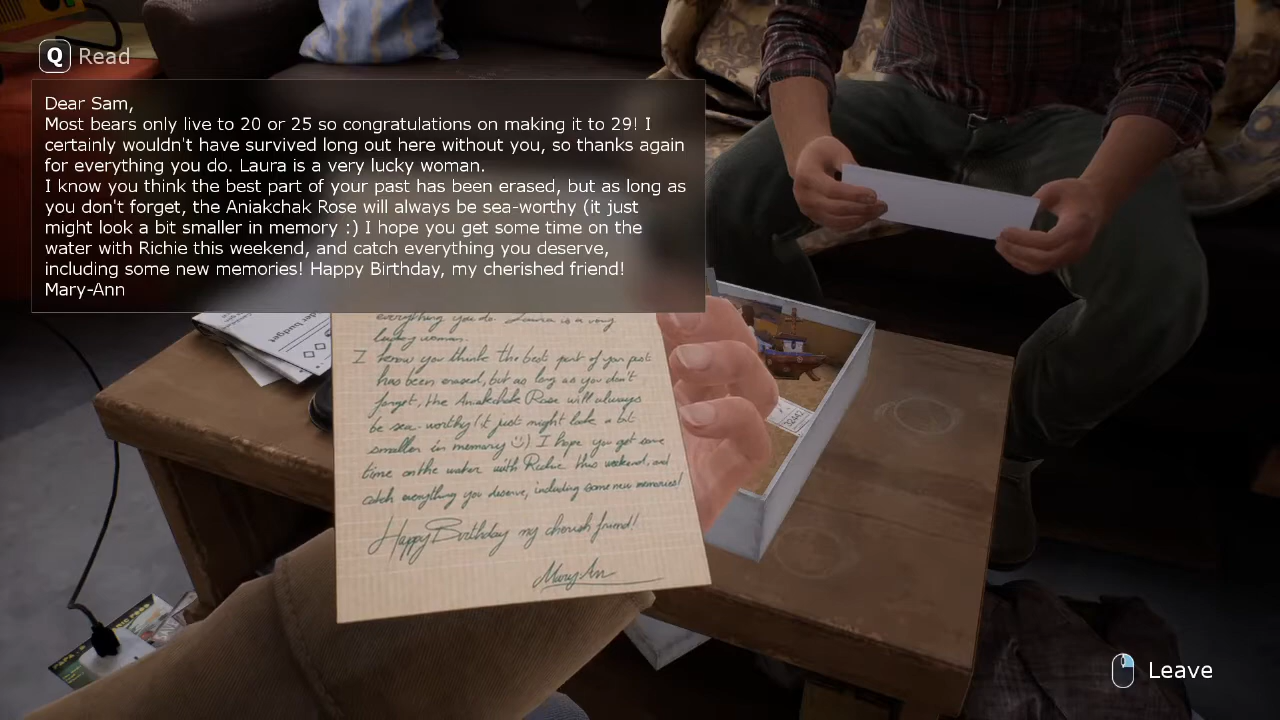 Q Read
Dear Sam,
Most bears only live to 20 or 25 so congratulations on making it to 29! I
certainly wouldn't have survived long out here without you, so thanks again
for everything you do. Laura is a very lucky woman.
I know you think the best part of your past has been erased, but as long as
you don't forget, the Aniakchak Rose will always be sea-worthy (it just
might look a bit smaller in memory :) I hope you get some time on the
water with Richie this weekend, and catch everything you deserve,
including some new memories! Happy Birthday, my cherished friend!
Mary-Ann
budget
everything you do. Laura is a very
lucky woman.
I know you think the best part of your past
has been erased, but as long as you don't
forget, the Aniakchak Rose will always
be sea-worthy (it just might look a bit
smaller in memory ☺) I hope you get some
time on the water with Richie this weekend, and
catch everything you deserve, including some new memories!
Happy Birthday my cherish friend!
Mary Ann
Leave